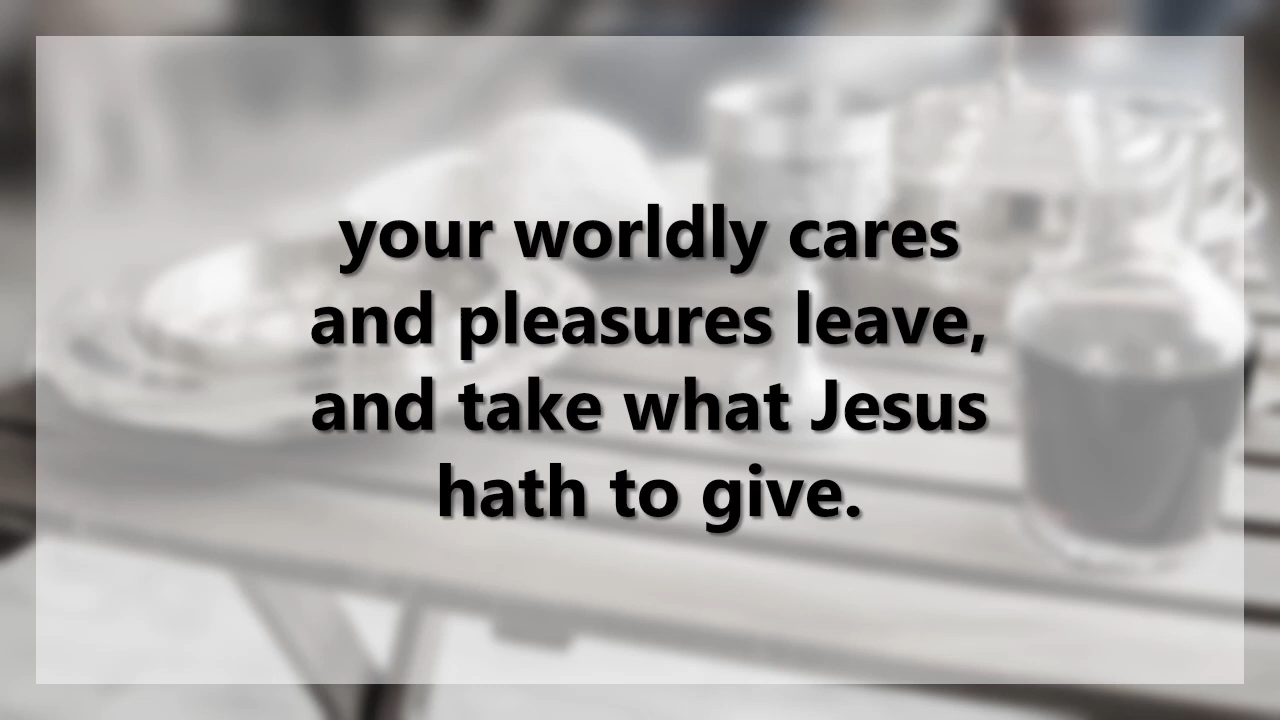 your worldly cares
and pleasures leave,
and take what Jesus
hath to give.